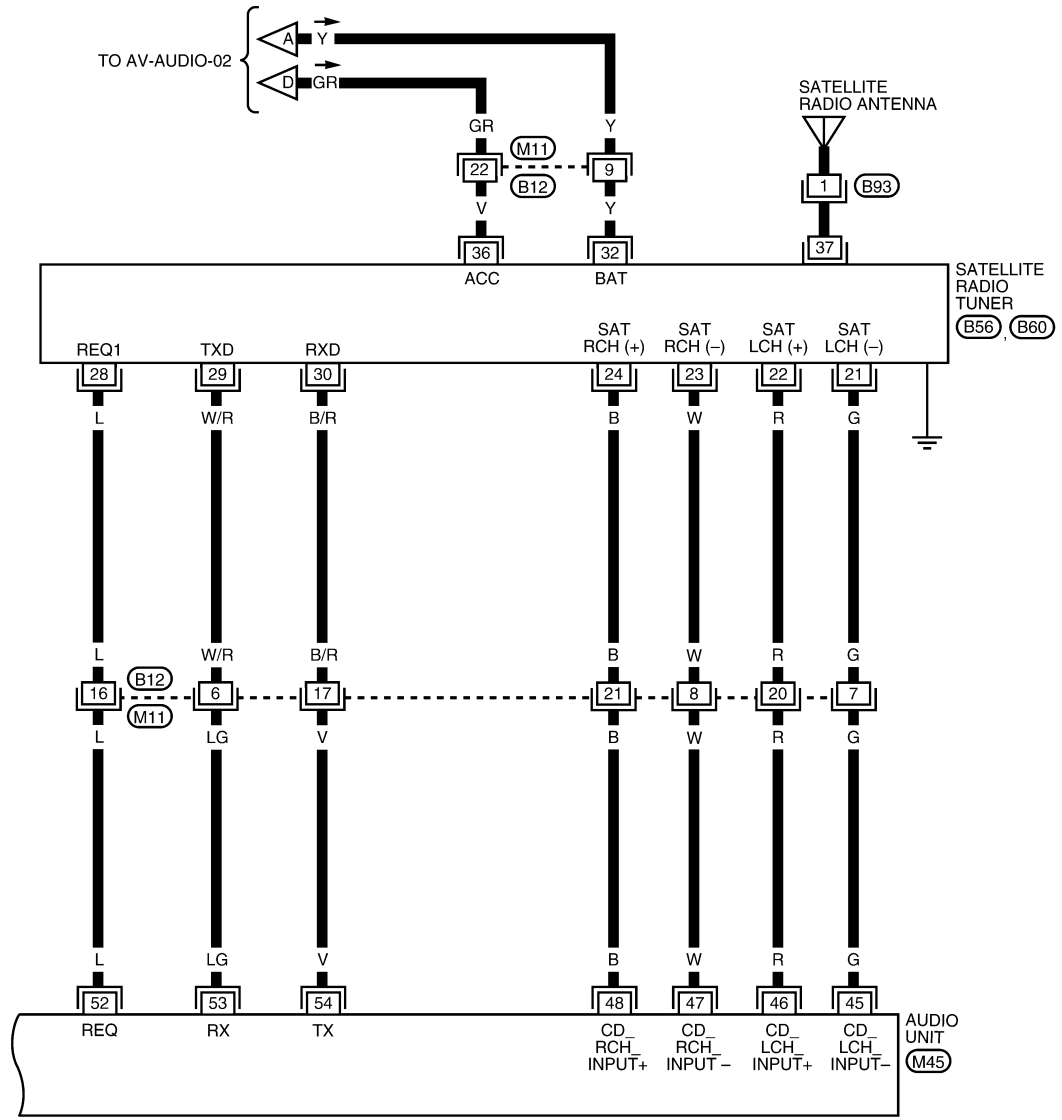 TO AV-AUDIO-02
A Y
D GR
SATELLITE
RADIO ANTENNA
GR Y
22 M11 9 1 B93
B12
V Y
36 32 37
ACC BAT
SATELLITE
RADIO
TUNER
B56 , B60
REQ1 TXD RXD
SAT
RCH (+)
SAT
RCH (–)
SAT
LCH (+)
SAT
LCH (–)
28 29 30 24 23 22 21
L W/R B/R B W R G
L W/R B/R B W R G
16 B12 6 17 21 8 20 7
M11
L LG V B W R G
L LG V B W R G
52 53 54 48 47 46 45
REQ RX TX
CD_
RCH_
INPUT+
CD_
RCH_
INPUT –
CD_
LCH_
INPUT+
CD_
LCH_
INPUT–
AUDIO
UNIT
M45